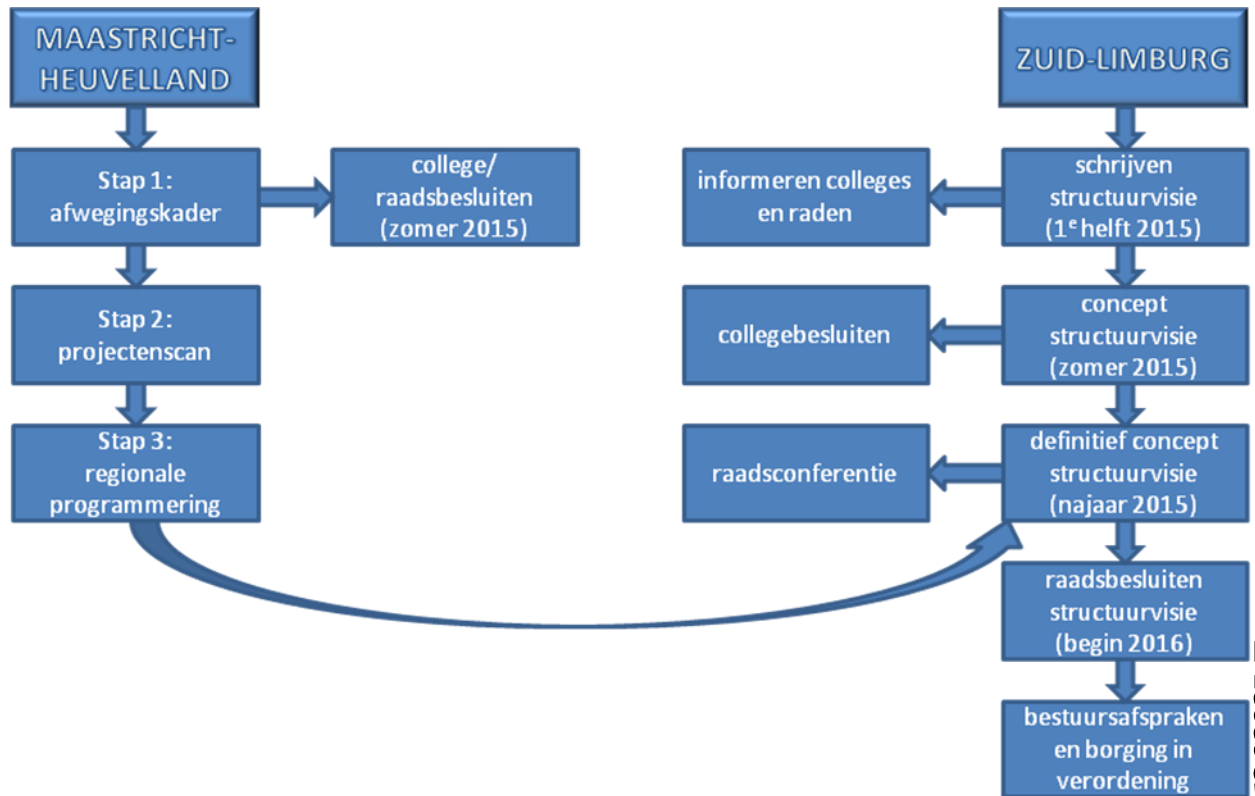 MAASTRICHT-
HEUVELLAND
ZUID-LIMBURG
Stap 1:
afwegingskader
college/
raadsbesluiten
(zomer 2015)
informeren colleges
en raden
schrijven
structuurvisie
(1e helft 2015)
Stap 2:
projectenscan
collegebesluiten
concept
structuurvisie
(zomer 2015)
Stap 3:
regionale
programmering
raadsconferentie
definitief concept
structuurvisie
(najaar 2015)
raadsbesluiten
structuurvisie
(begin 2016)
bestuursafspraken
en borging in
verordening